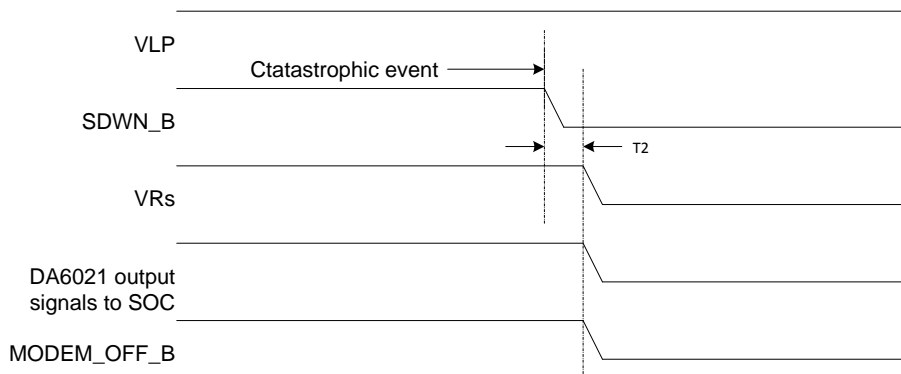 VLP
Ctatastrophic event
SDWN_B
T2
VRs
DA6021 output
signals to SOC
MODEM_OFF_B